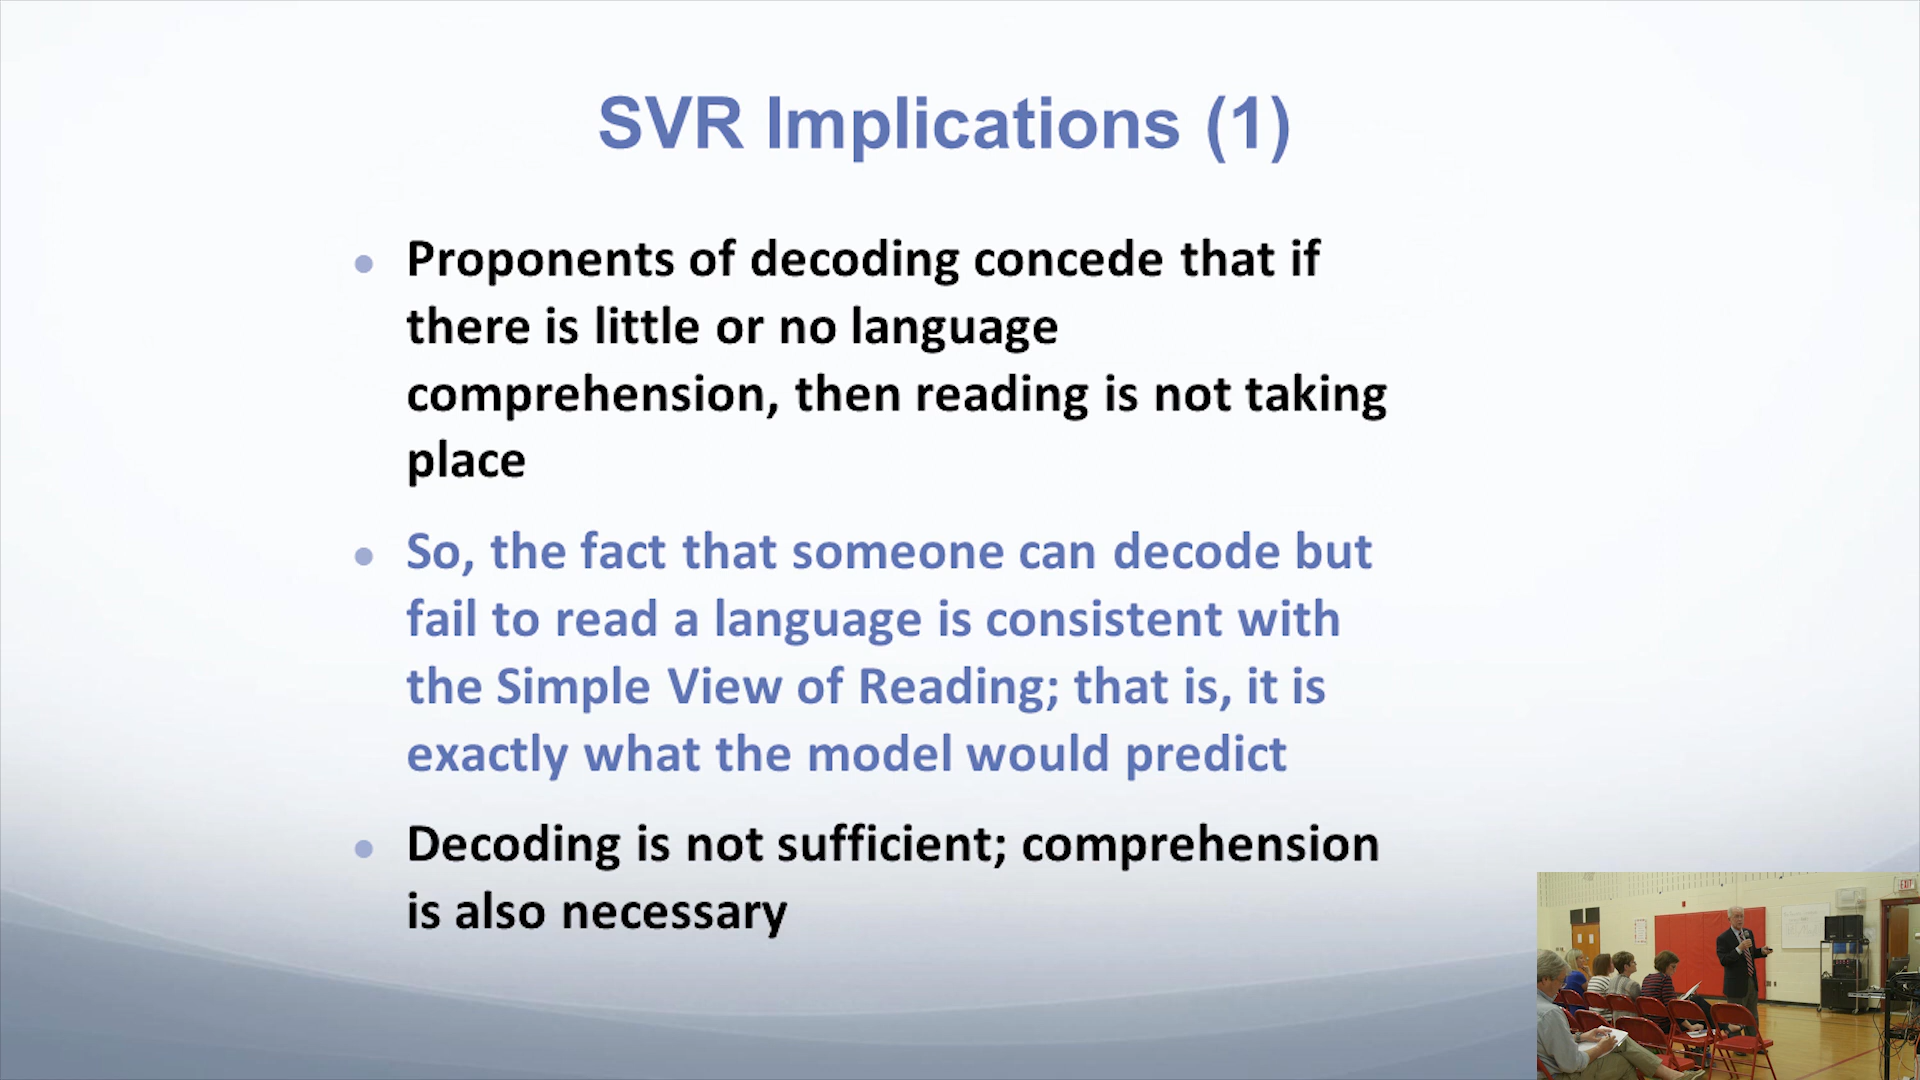 SVR Implications (1)
Proponents of decoding concede that if
there is little or no language
comprehension, then reading is not taking
place
So, the fact that someone can decode but
fail to read a language is consistent with
the Simple View of Reading; that is, it is
exactly what the model would predict
Decoding is not sufficient; comprehension
is also necessary